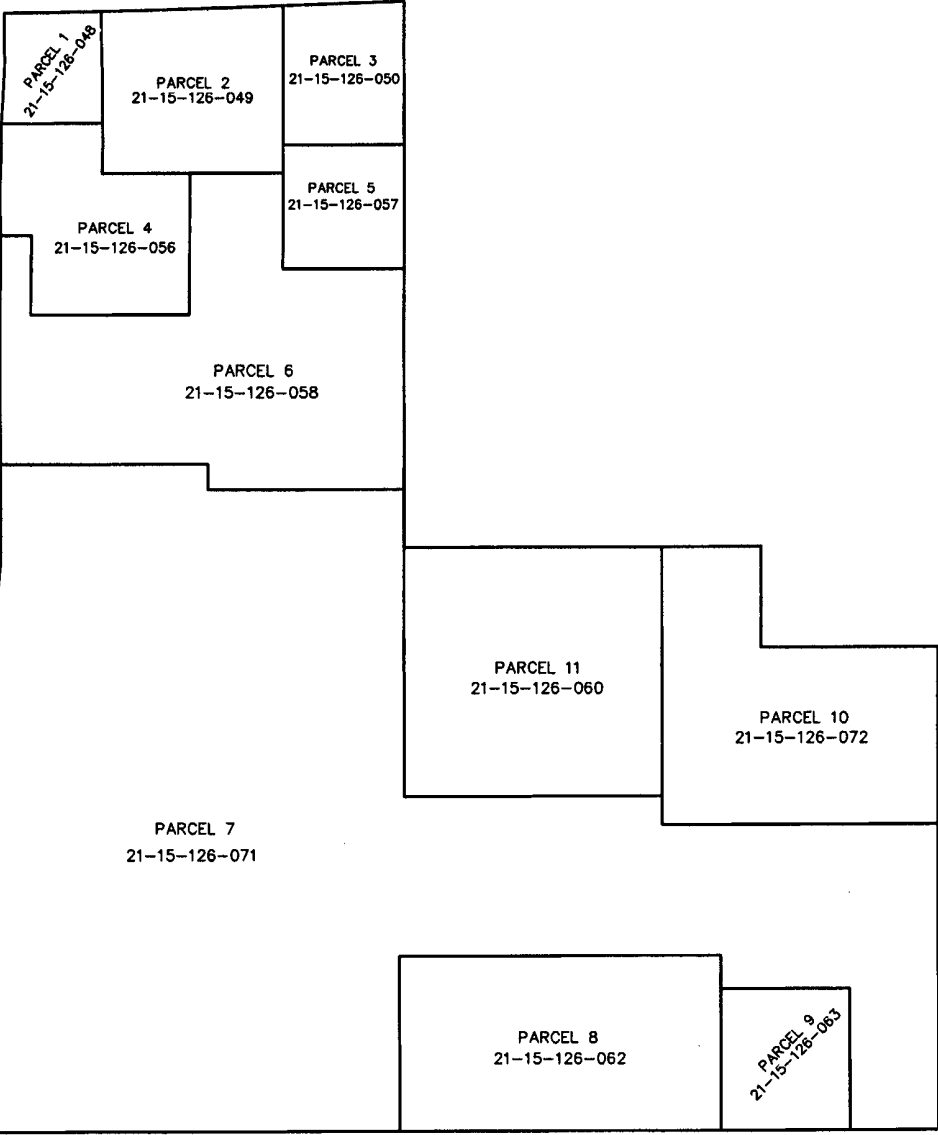 PARCEL 1
21-15-126-048
PARCEL 2
21-15-126-049
PARCEL 3
21-15-126-050
PARCEL 4
21-15-126-056
PARCEL 5
21-15-126-057
PARCEL 6
21-15-126-058
PARCEL 11
21-15-126-060
PARCEL 10
21-15-126-072
PARCEL 7
21-15-126-071
PARCEL 8
21-15-126-062
PARCEL 9
21-15-126-063